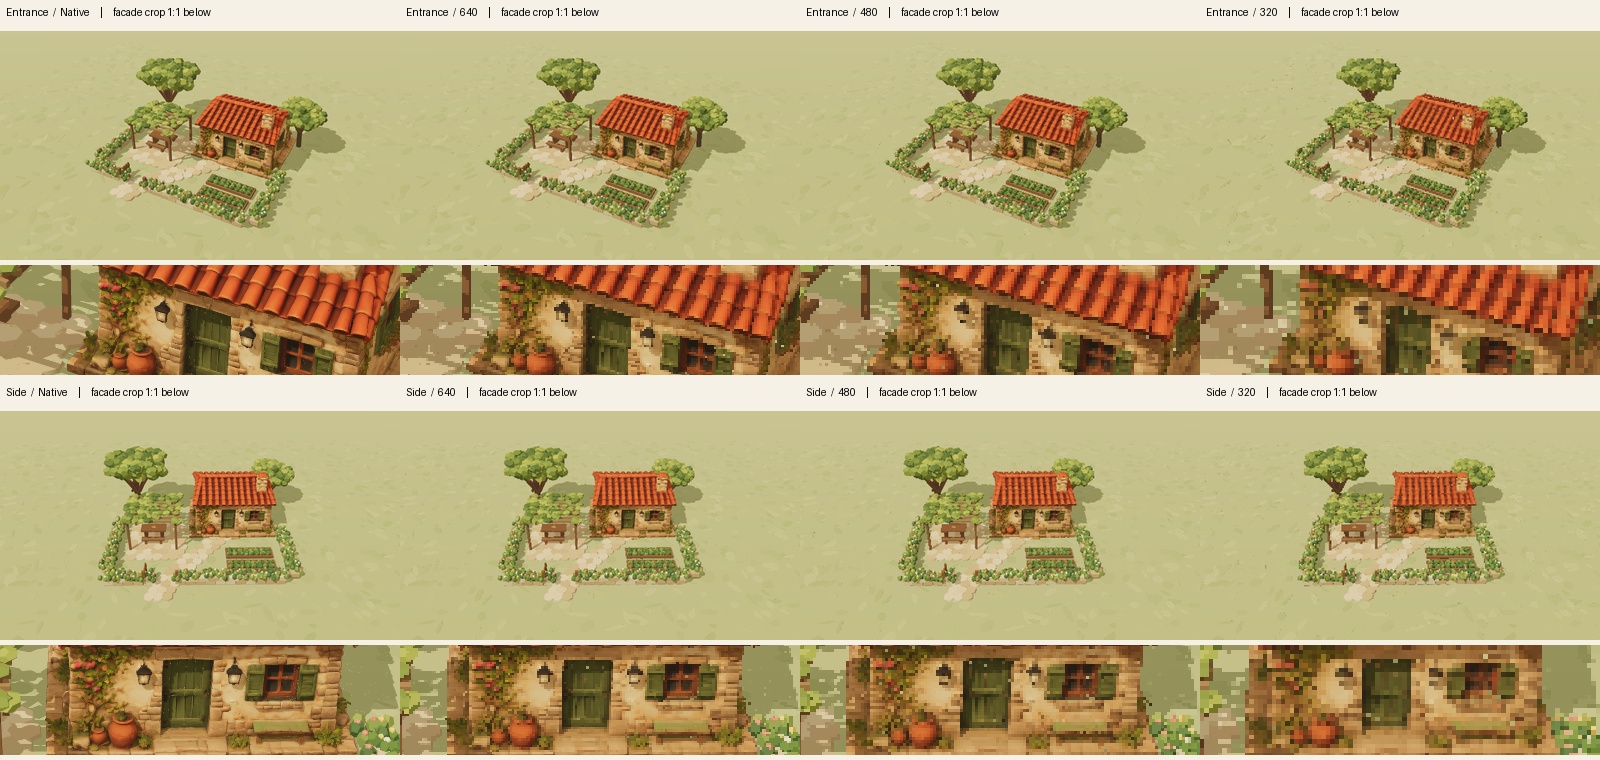 Entrance / Native | facade crop 1:1 below
Entrance / 640 | facade crop 1:1 below
Entrance / 480 | facade crop 1:1 below
Entrance / 320 | facade crop 1:1 below
Side / Native | facade crop 1:1 below
Side / 640 | facade crop 1:1 below
Side / 480 | facade crop 1:1 below
Side / 320 | facade crop 1:1 below